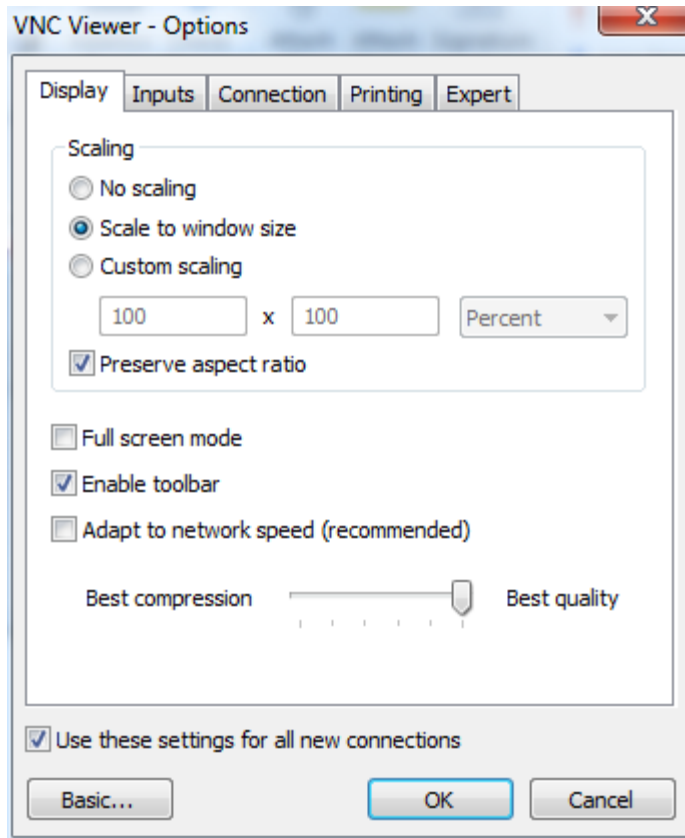 VNC Viewer - Options
Display Inputs Connection Printing Expert
Scaling
No scaling
Scale to window size
Custom scaling
100 x 100 Percent
Preserve aspect ratio
Full screen mode
Enable toolbar
Adapt to network speed (recommended)
Best compression Best quality
Use these settings for all new connections
Basic... OK Cancel